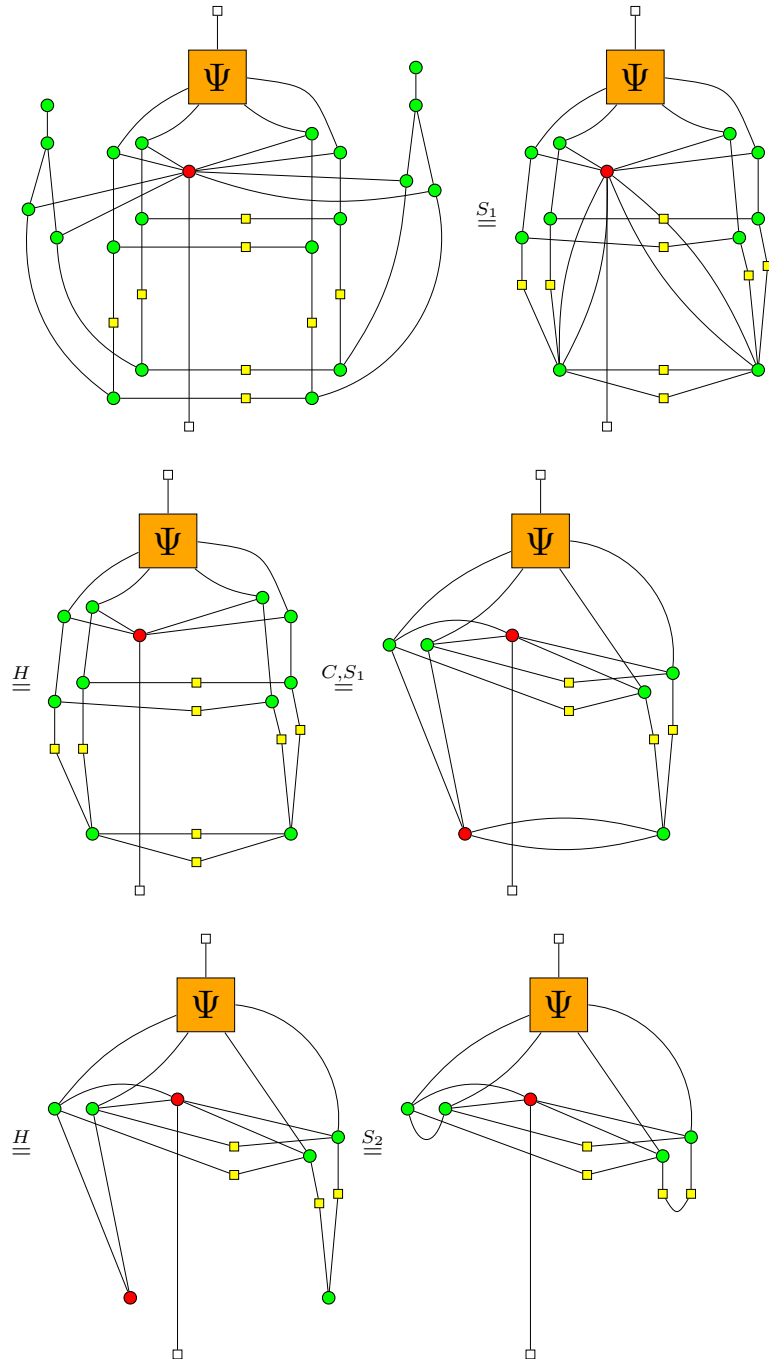 Ψ
Ψ
S₁
=
H
=
Ψ
C,S₁
=
Ψ
H
=
Ψ
S₂
=
Ψ